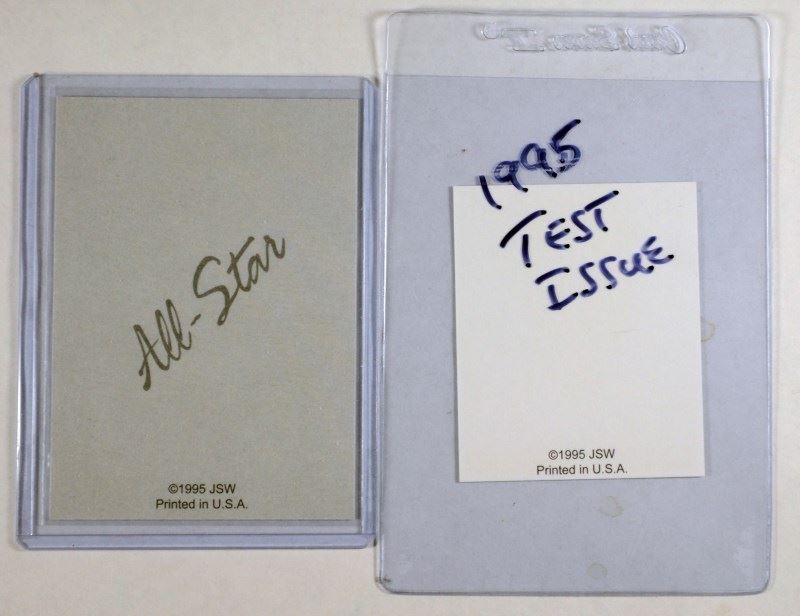 All-Star
©1995 JSW
Printed in U.S.A.
1995
TEST
ISSUE
©1995 JSW
Printed in U.S.A.